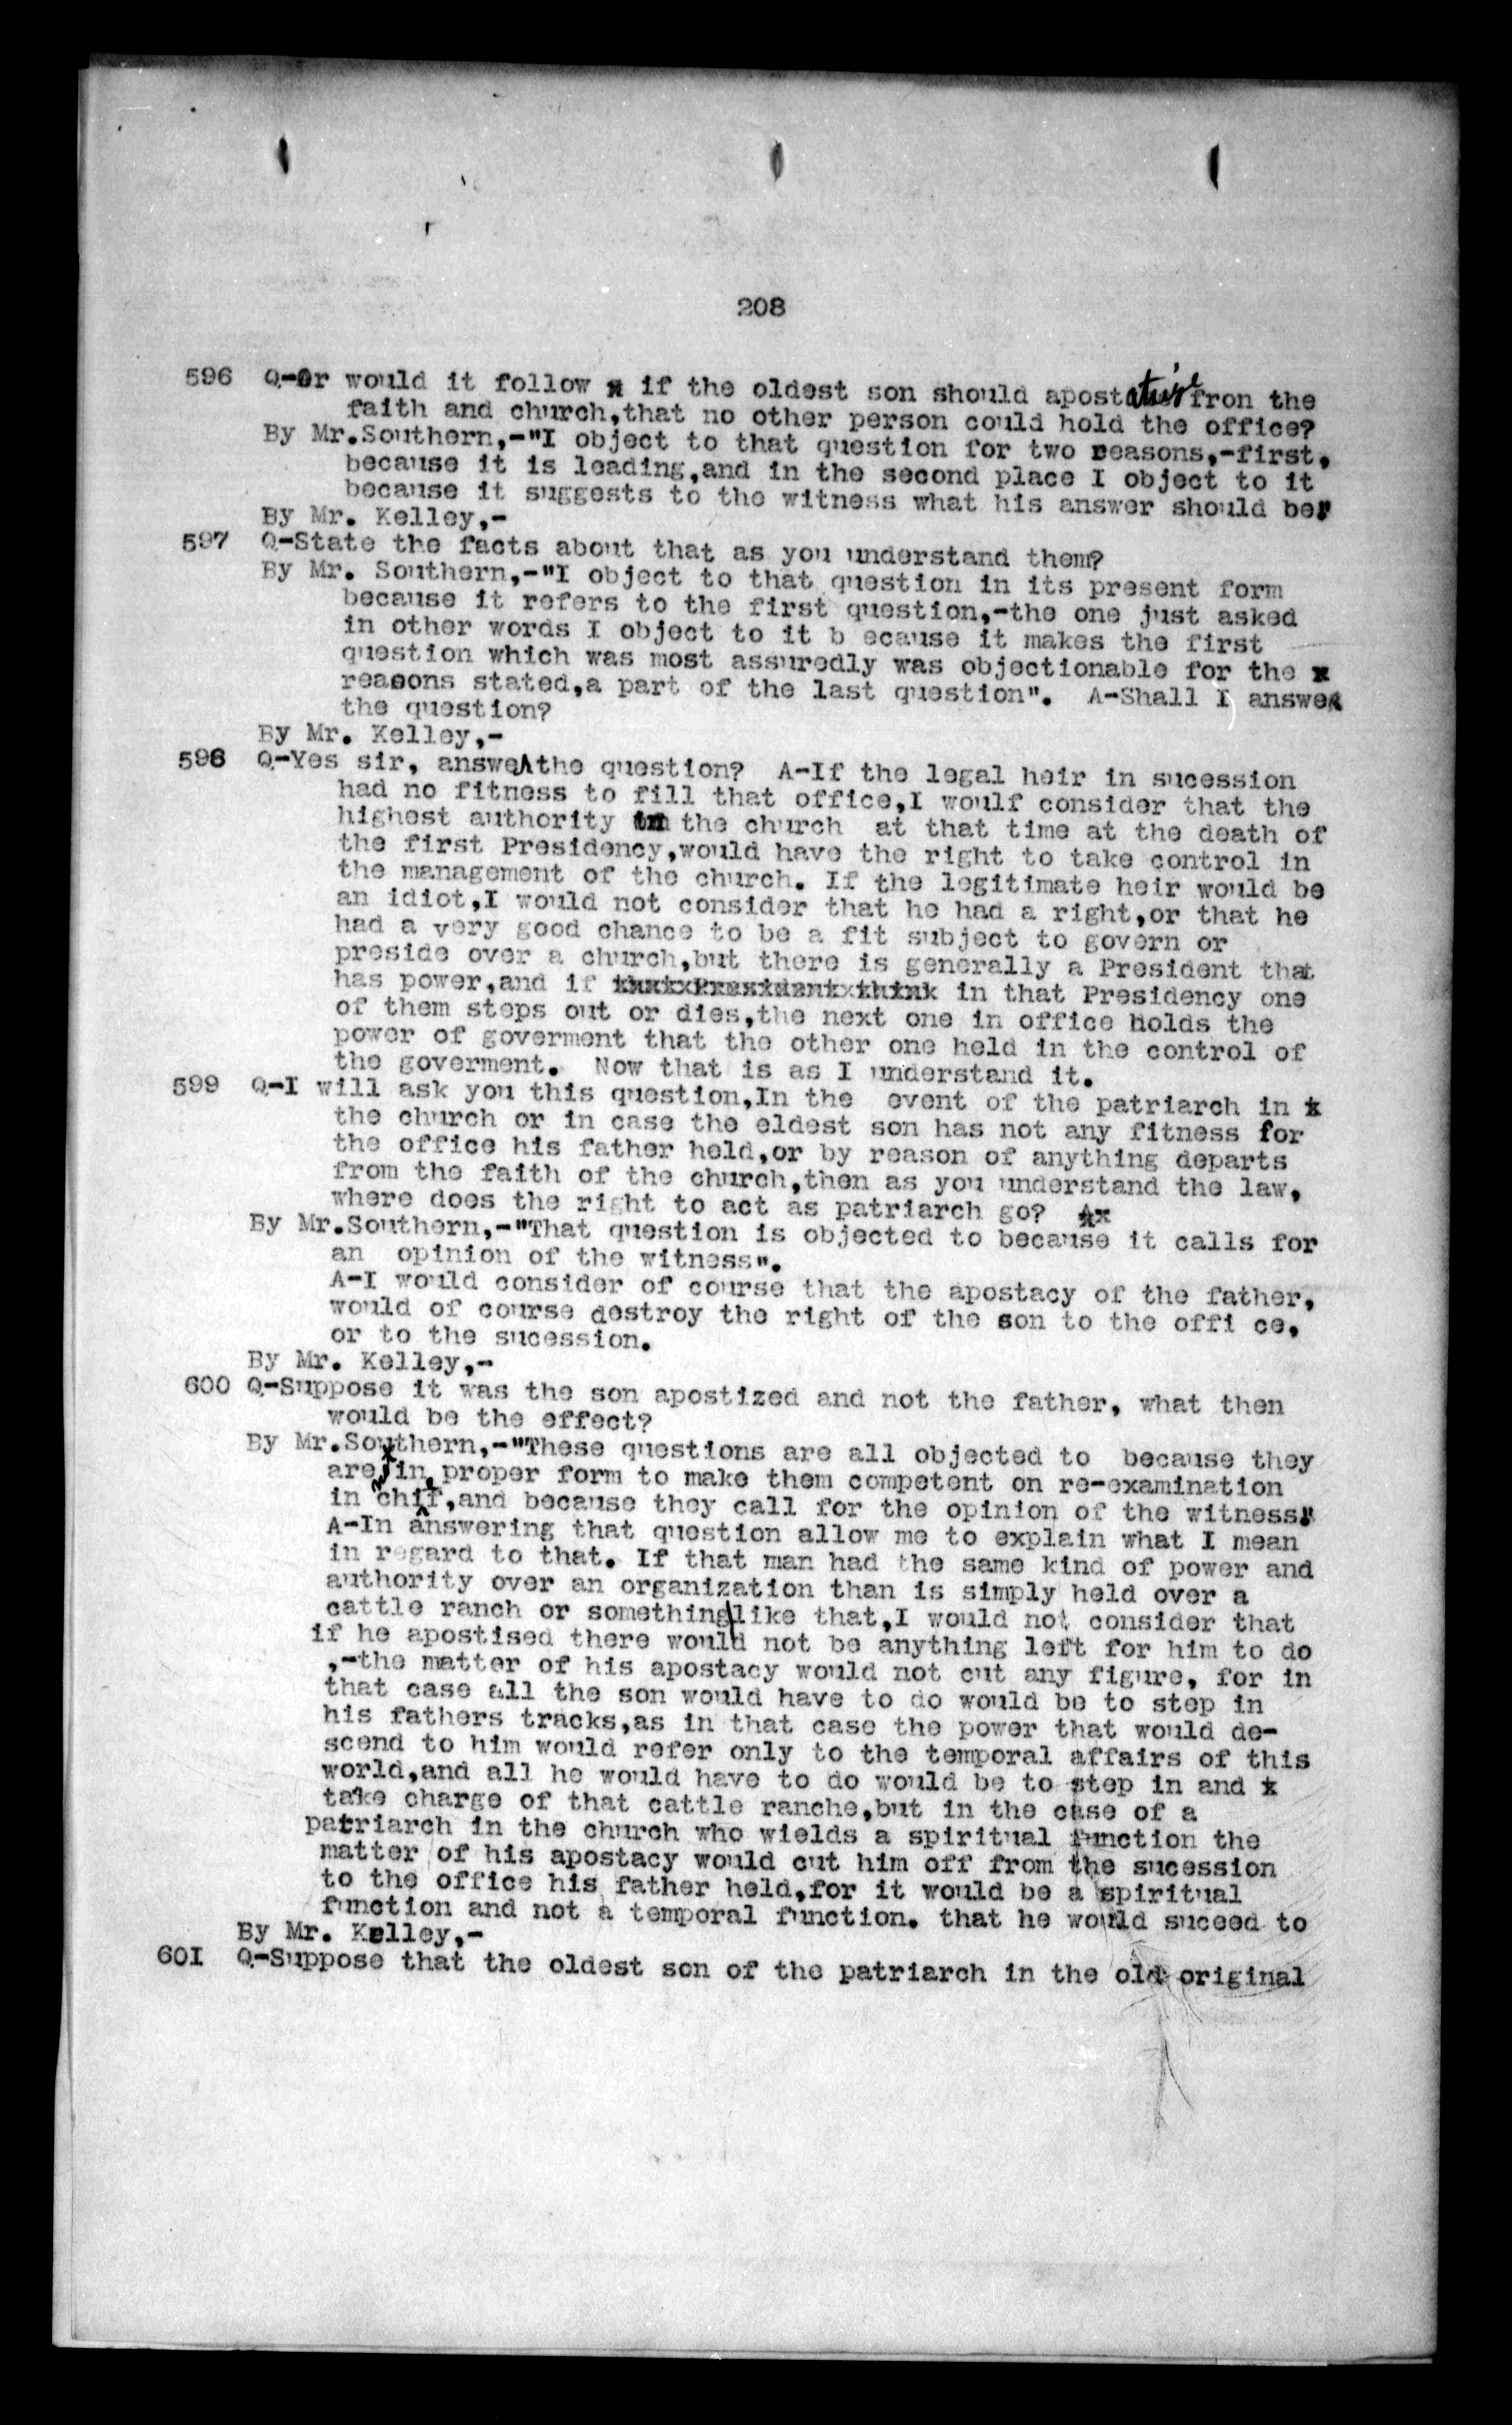 208
596 Q-Or would it follow x if the oldest son should apostatise fron the
faith and church,that no other person could hold the office?
By Mr.Southern,-"I object to that question for two reasons,-first,
because it is leading,and in the second place I object to it
because it suggests to the witness what his answer should be"
By Mr. Kelley,-
597 Q-State the facts about that as you understand them?
By Mr. Southern,-"I object to that question in its present form
because it refers to the first question,-the one just asked
in other words I object to it b ecause it makes the first
question which was most assuredly was objectionable for the x
reasons stated,a part of the last question". A-Shall I answer
the question?
By Mr. Kelley,-
598 Q-Yes sir, answer the question? A-If the legal heir in sucession
had no fitness to fill that office,I woulf consider that the
highest authority in the church at that time at the death of
the first Presidency,would have the right to take control in
the management of the church. If the legitimate heir would be
an idiot,I would not consider that he had a right,or that he
had a very good chance to be a fit subject to govern or
preside over a church,but there is generally a President that
has power,and if in that Presidency one
of them steps out or dies,the next one in office holds the
power of goverment that the other one held in the control of
the goverment. Now that is as I understand it.
599 Q-I will ask you this question,In the event of the patriarch in x
the church or in case the eldest son has not any fitness for
the office his father held,or by reason of anything departs
from the faith of the church,then as you understand the law,
where does the right to act as patriarch go? Ax
By Mr.Southern,-"That question is objected to because it calls for
an opinion of the witness".
A-I would consider of course that the apostacy of the father,
would of course destroy the right of the son to the offi ce,
or to the sucession.
By Mr. Kelley,-
600 Q-Suppose it was the son apostized and not the father, what then
would be the effect?
By Mr.Southern,-"These questions are all objected to because they
are in proper form to make them competent on re-examination
in chif,and because they call for the opinion of the witness"
A-In answering that question allow me to explain what I mean
in regard to that. If that man had the same kind of power and
authority over an organization than is simply held over a
cattle ranch or something like that,I would not consider that
if he apostised there would not be anything left for him to do
,-the matter of his apostacy would not cut any figure, for in
that case all the son would have to do would be to step in
his fathers tracks,as in that case the power that would de-
scend to him would refer only to the temporal affairs of this
world,and all he would have to do would be to step in and x
take charge of that cattle ranche,but in the case of a
patriarch in the church who wields a spiritual function the
matter of his apostacy would cut him off from the sucession
to the office his father held,for it would be a spiritual
function and not a temporal function. that he would suceed to
By Mr. Kelley,-
601 Q-Suppose that the oldest son of the patriarch in the old original